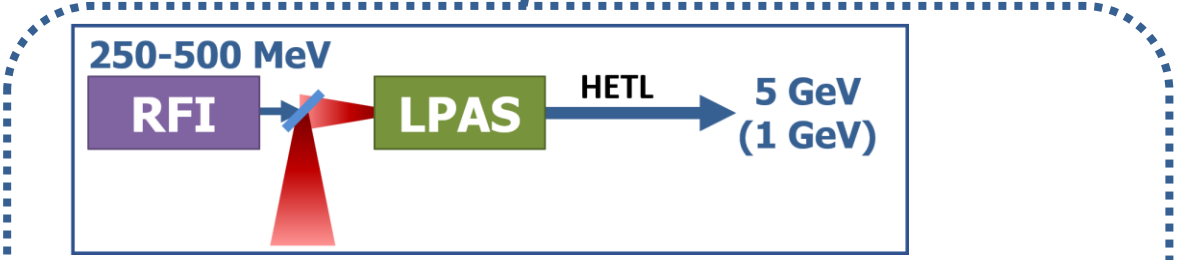 250-500 MeV
RFI
LPAS
HETL
5 GeV
(1 GeV)